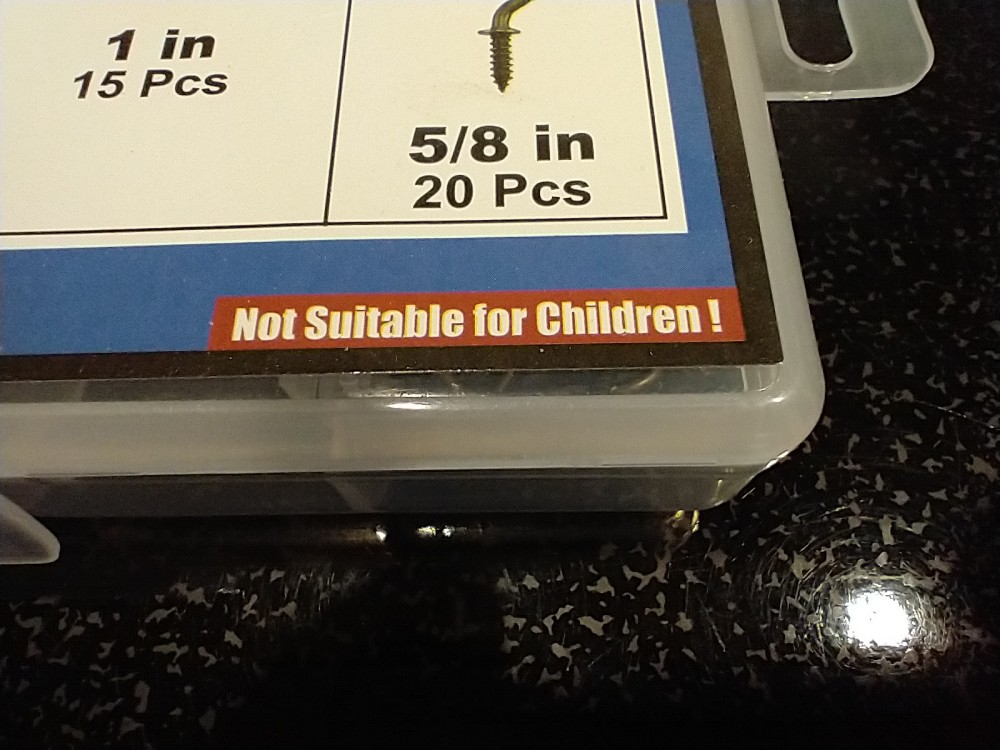 1 in
15 Pcs
5/8 in
20 Pcs
Not Suitable for Children !